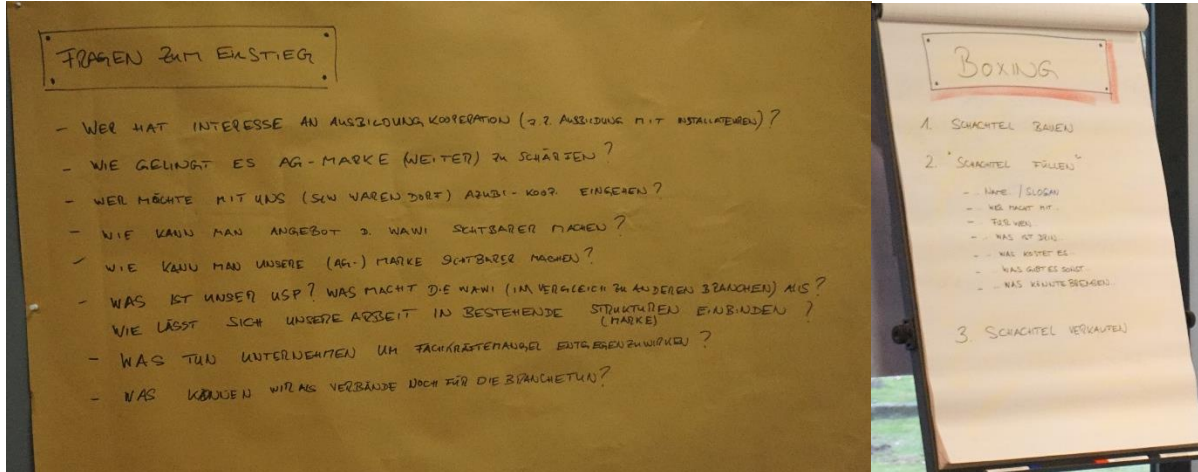 FRAGEN ZUM EINSTIEG
- WER HAT INTERESSE AN AUSBILDUNG KOOPERATION (z.B. AUSBILDUNG MIT INSTALLATEUREN)?
- WIE GELINGT ES AG-MARKE (WEITER) ZU SCHÄRFEN?
- WER MÖCHTE MIT UNS (SCW WAREN DORT) AZUBI-KOOP. EINGEHEN?
- WIE KANN MAN ANGEBOT D. WAWI SICHTBARER MACHEN?
- WIE KANN MAN UNSERE (AG-) MARKE SICHTBARER MACHEN?
- WAS IST UNSER USP? WAS MACHT DIE WAWI (IM VERGLEICH ZU ANDEREN BRANCHEN) AUS?
WIE LÄSST SICH UNSERE ARBEIT IN BESTEHENDE STRUKTUREN EINBINDEN?
(MARKE)
- WAS TUN UNTERNEHMEN UM FACHKRÄFTEMANGEL ENTGEGENZUWIRKEN?
- WAS KÖNNEN WIR ALS VERBÄNDE NOCH FÜR DIE BRANCHE TUN?
BOXING
1. SCHACHTEL BAUEN
2. "SCHACHTEL FÜLLEN"
- .. NAME / SLOGAN
- .. WER MACHT MIT..
- .. FÜR WEN..
- .. WAS IST DRIN..
- .. WAS KOSTET ES..
- .. WAS GIBT ES SONST..
- .. WAS KÖNNTE BREMSEN..
3. SCHACHTEL VERKAUFEN